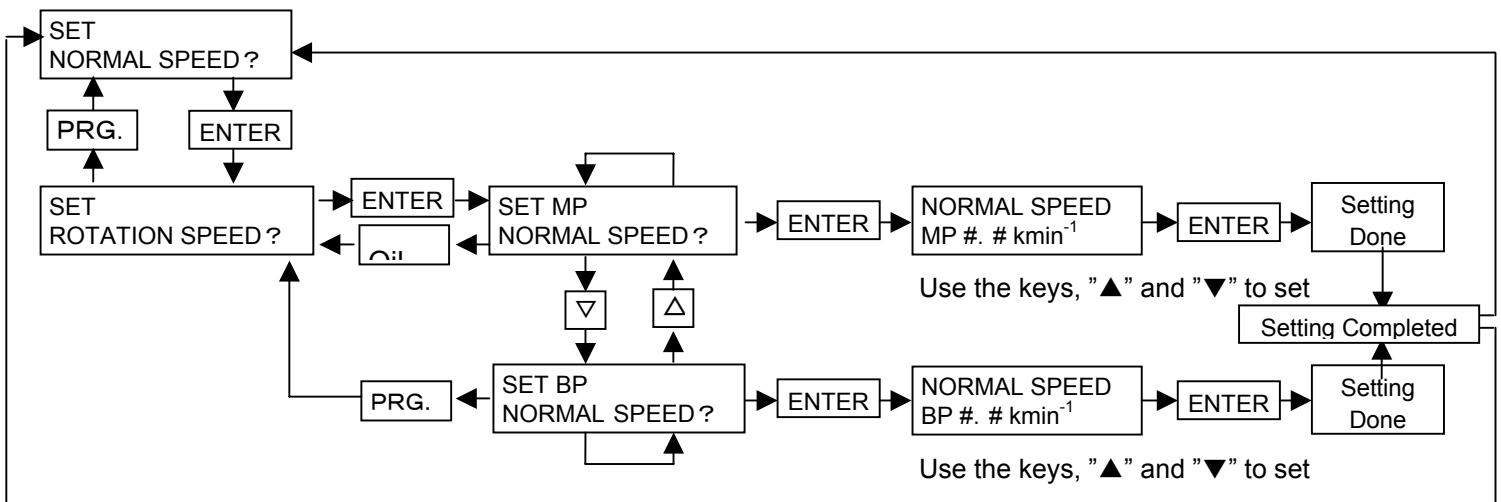 SET
NORMAL SPEED?
PRG.
ENTER
SET
ROTATION SPEED?
ENTER
SET MP
NORMAL SPEED?
ENTER
NORMAL SPEED
MP #. # kmin⁻¹
ENTER
Setting
Done
Oil
Use the keys, ”▲” and ”▼” to set
▽
△
Setting Completed
PRG.
SET BP
NORMAL SPEED?
ENTER
NORMAL SPEED
BP #. # kmin⁻¹
ENTER
Setting
Done
Use the keys, ”▲” and ”▼” to set